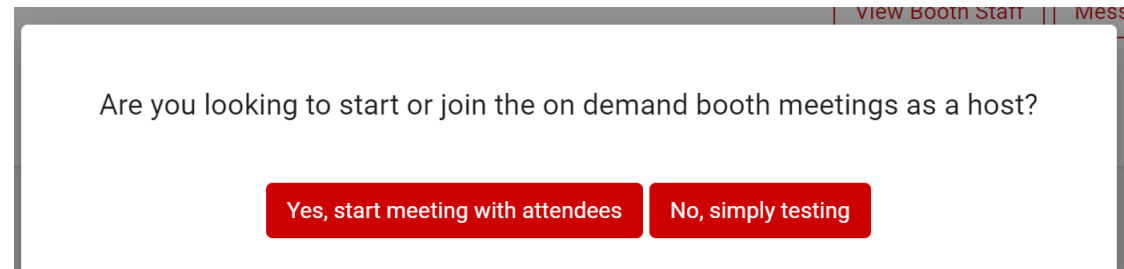 View Booth Staff
Are you looking to start or join the on demand booth meetings as a host?
Yes, start meeting with attendees
No, simply testing